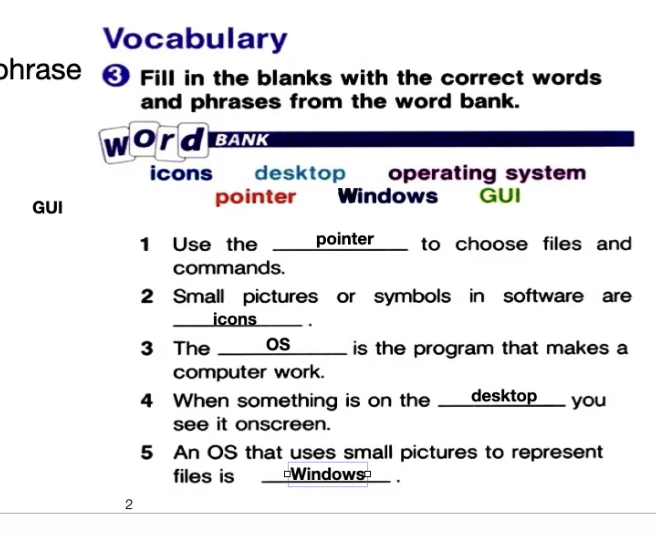 Vocabulary
phrase
3 Fill in the blanks with the correct words
and phrases from the word bank.
word BANK
icons desktop operating system
pointer Windows GUI
GUI
1 Use the pointer to choose files and
commands.
2 Small pictures or symbols in software are
icons .
3 The OS is the program that makes a
computer work.
4 When something is on the desktop you
see it onscreen.
5 An OS that uses small pictures to represent
files is Windows .
2